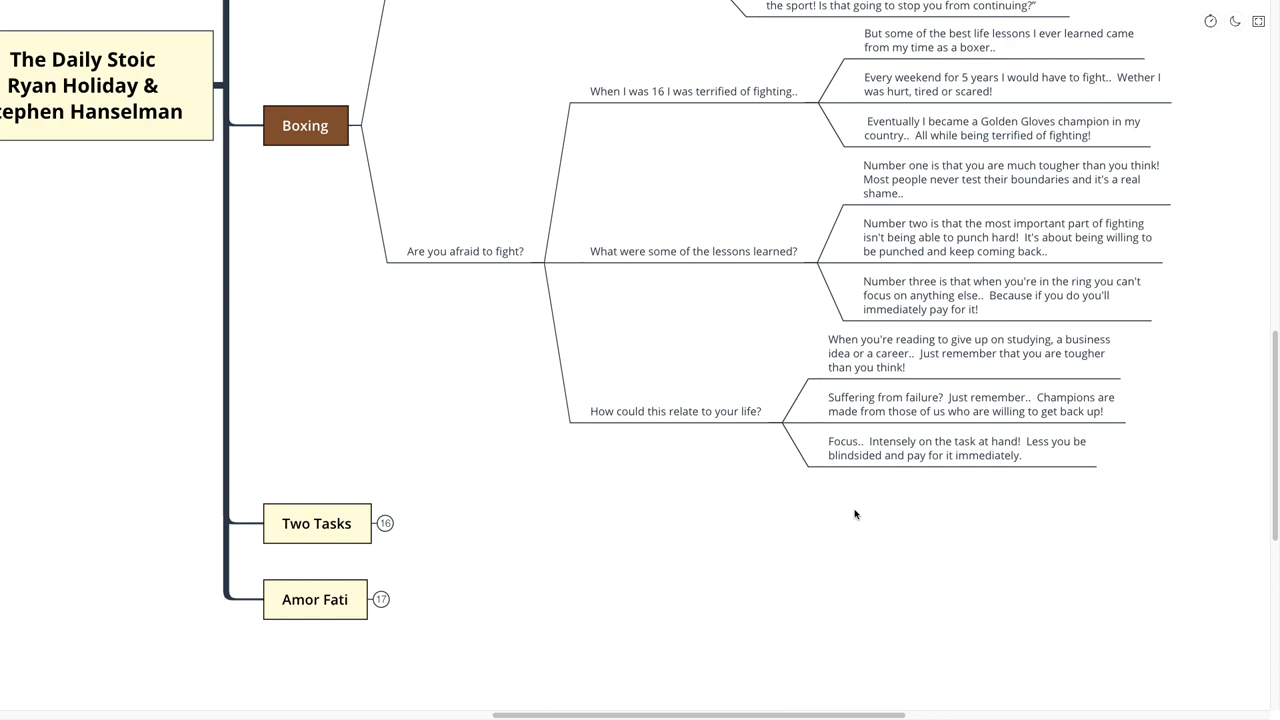 the sport! Is that going to stop you from continuing?"
The Daily Stoic
Ryan Holiday &
tephen Hanselman
Boxing
Are you afraid to fight?
When I was 16 I was terrified of fighting..
But some of the best life lessons I ever learned came
from my time as a boxer..
Every weekend for 5 years I would have to fight.. Wether I
was hurt, tired or scared!
Eventually I became a Golden Gloves champion in my
country.. All while being terrified of fighting!
What were some of the lessons learned?
Number one is that you are much tougher than you think!
Most people never test their boundaries and it's a real
shame..
Number two is that the most important part of fighting
isn't being able to punch hard! It's about being willing to
be punched and keep coming back..
Number three is that when you're in the ring you can't
focus on anything else.. Because if you do you'll
immediately pay for it!
How could this relate to your life?
When you're reading to give up on studying, a business
idea or a career.. Just remember that you are tougher
than you think!
Suffering from failure? Just remember.. Champions are
made from those of us who are willing to get back up!
Focus.. Intensely on the task at hand! Less you be
blindsided and pay for it immediately.
Two Tasks
16
Amor Fati
17